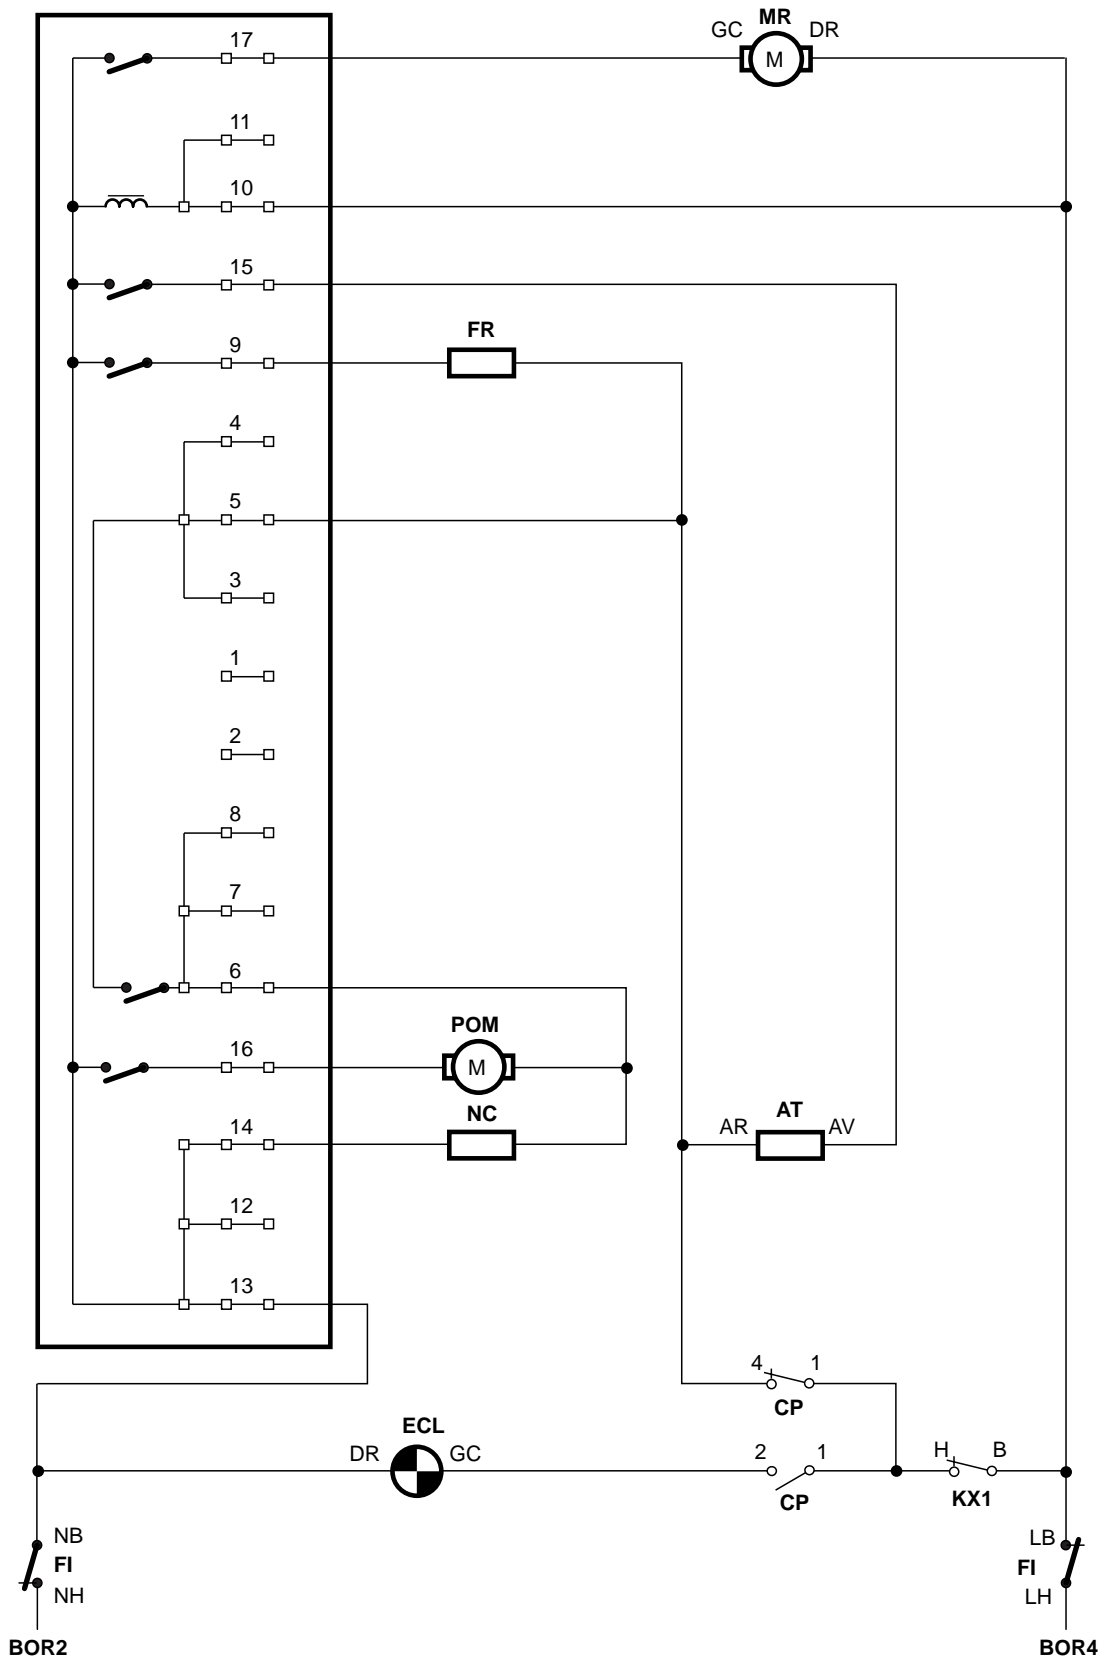 MR
GC DR
17 M
11
10
15
FR
9
4
5
3
1
2
8
7
6
POM
16 M
NC AT
14 AR AV
12
13
4 1
CP
ECL
DR GC 2 1 H B
CP KX1
NB LB
FI FI
NH LH
BOR2 BOR4